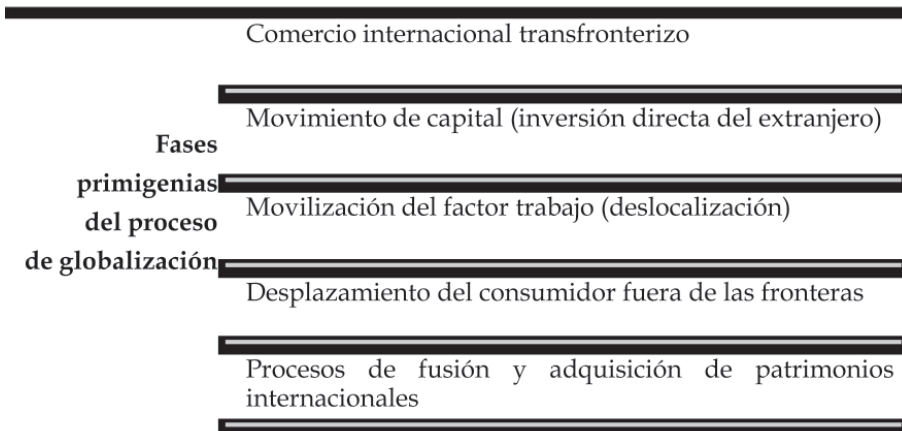 Comercio internacional transfronterizo
Movimiento de capital (inversión directa del extranjero)
Fases
primigenias
del proceso
de globalización
Movilización del factor trabajo (deslocalización)
Desplazamiento del consumidor fuera de las fronteras
Procesos de fusión y adquisición de patrimonios
internacionales